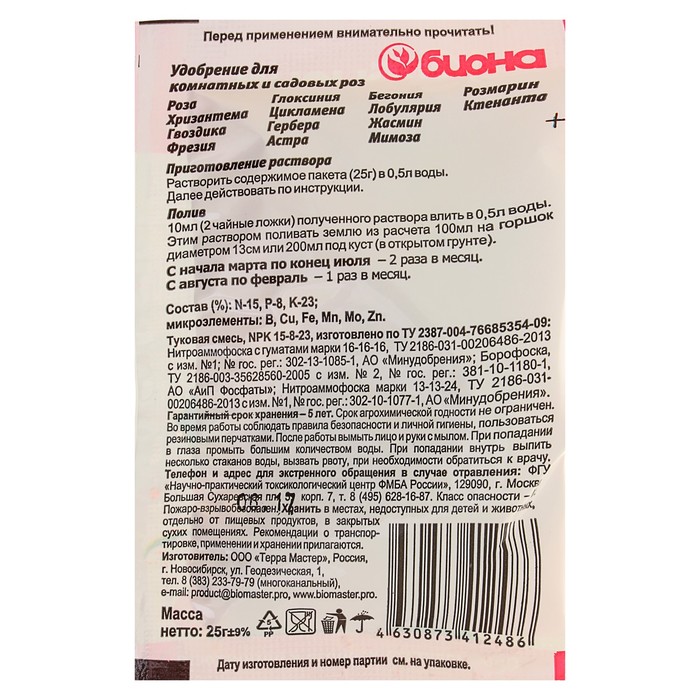 Перед применением внимательно прочитать!
биона
Удобрение для
комнатных и садовых роз
Роза Глоксиния Бегония Розмарин
Хризантема Цикламена Лобулярия Ктенанта
Гвоздика Гербера Жасмин
Фрезия Астра Мимоза
Приготовление раствора
Растворить содержимое пакета (25г) в 0,5л воды.
Далее действовать по инструкции.
Полив
10мл (2 чайные ложки) полученного раствора влить в 0,5л воды.
Этим раствором поливать землю из расчета 100мл на горшок
диаметром 13см или 200мл под куст (в открытом грунте).
С начала марта по конец июля – 2 раза в месяц.
С августа по февраль – 1 раз в месяц.
Состав (%): N-15, P-8, K-23;
микроэлементы: B, Cu, Fe, Mn, Mo, Zn.
Туковая смесь, NPK 15-8-23, изготовлено по ТУ 2387-004-76685354-09:
Нитроаммофоска с гуматами марки 16-16-16, ТУ 2186-031-00206486-2013
с изм. №1; № гос. рег.: 302-13-1085-1, АО «Минудобрения»; Борофоска,
ТУ 2186-003-35628560-2005 с изм. № 2, № гос. рег.: 381-10-1180-1,
АО «АиП Фосфаты»; Нитроаммофоска марки 13-13-24, ТУ 2186-031-
00206486-2013 с изм.№1, № гос. рег.: 302-10-1077-1, АО «Минудобрения».
Гарантийный срок хранения – 5 лет. Срок агрохимической годности не ограничен.
Во время работы соблюдать правила безопасности и личной гигиены, пользоваться
резиновыми перчатками. После работы вымыть лицо и руки с мылом. При попадании
в глаза промыть большим количеством воды. При попадании внутрь выпить
несколько стаканов воды, вызвать рвоту, при необходимости обратиться к врачу.
Телефон и адрес для экстренного обращения в случае отравления: ФГУ
«Научно-практический токсикологический центр ФМБА России», 129090, г. Москва
Большая Сухаревская пл. корп. 7, т. 8 (495) 628-16-87. Класс опасности –
Пожаро-взрывобезопасен. Хранить в местах, недоступных для детей и животных,
06.17
отдельно от пищевых продуктов, в закрытых
сухих помещениях. Рекомендации о транспор-
тировке, применении и хранении прилагаются.
Изготовитель: ООО «Терра Мастер», Россия,
г. Новосибирск, ул. Геодезическая, 1,
тел. 8 (383) 233-79-79 (многоканальный),
e-mail: product@biomaster.pro, www.biomaster.pro.
Масса
нетто: 25г±9%
5
PP
4 630873 412486
Дату изготовления и номер партии см. на упаковке.